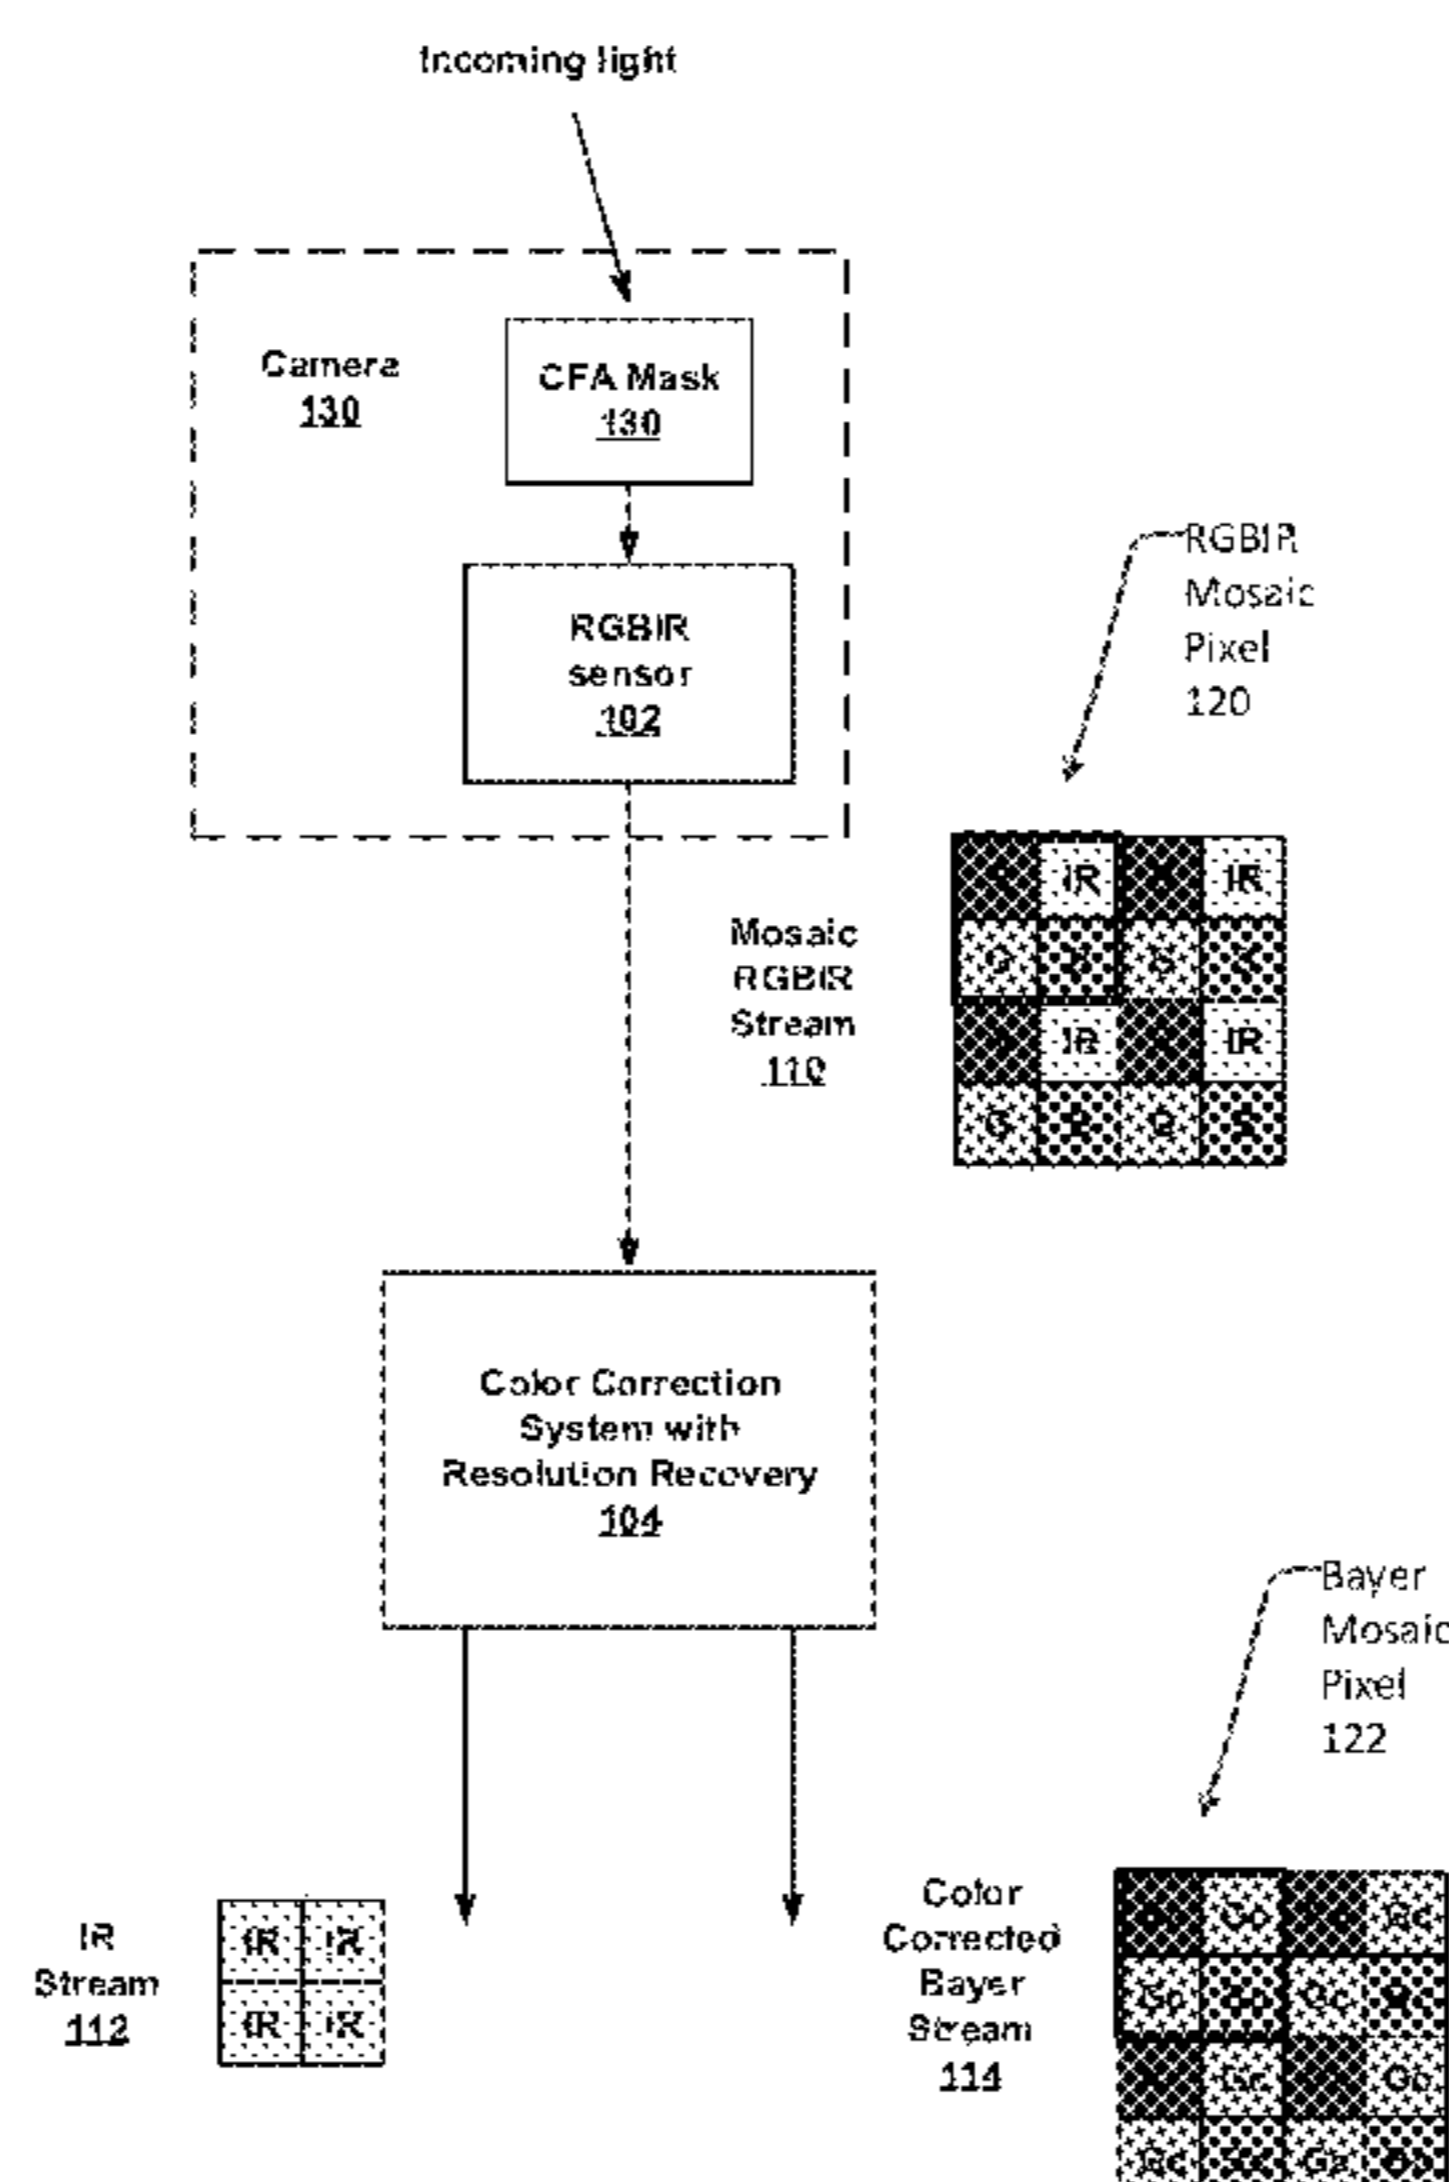 Incoming light
Camera
130
CFA Mask
130
RGBIR
sensor
102
RGBIR
Mosaic
Pixel
120
IR IR
Mosaic
RGBIR
Stream
110
G
IR IR
G
Color Correction
System with
Resolution Recovery
104
Bayer
Mosaic
Pixel
122
IR
Stream
112
IR IR
IR IR
Color
Corrected
Bayer
Stream
114